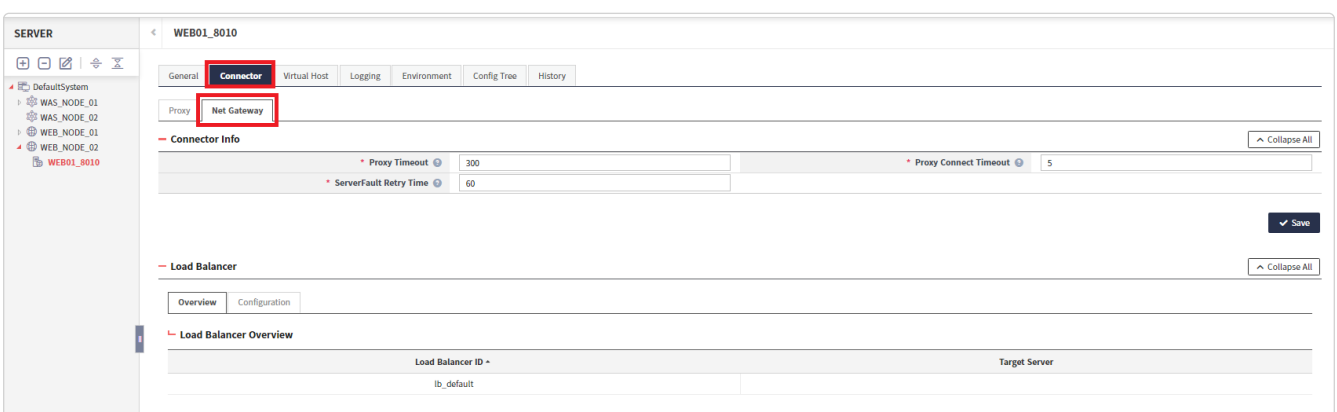 SERVER
WEB01_8010
DefaultSystem
WAS_NODE_01
WAS_NODE_02
WEB_NODE_01
WEB_NODE_02
WEB01_8010
General Connector Virtual Host Logging Environment Config Tree History
Proxy Net Gateway
Connector Info Collapse All
* Proxy Timeout ? 300 * Proxy Connect Timeout ? 5
* ServerFault Retry Time ? 60
Save
Load Balancer Collapse All
Overview Configuration
Load Balancer Overview
Load Balancer ID Target Server
lb_default